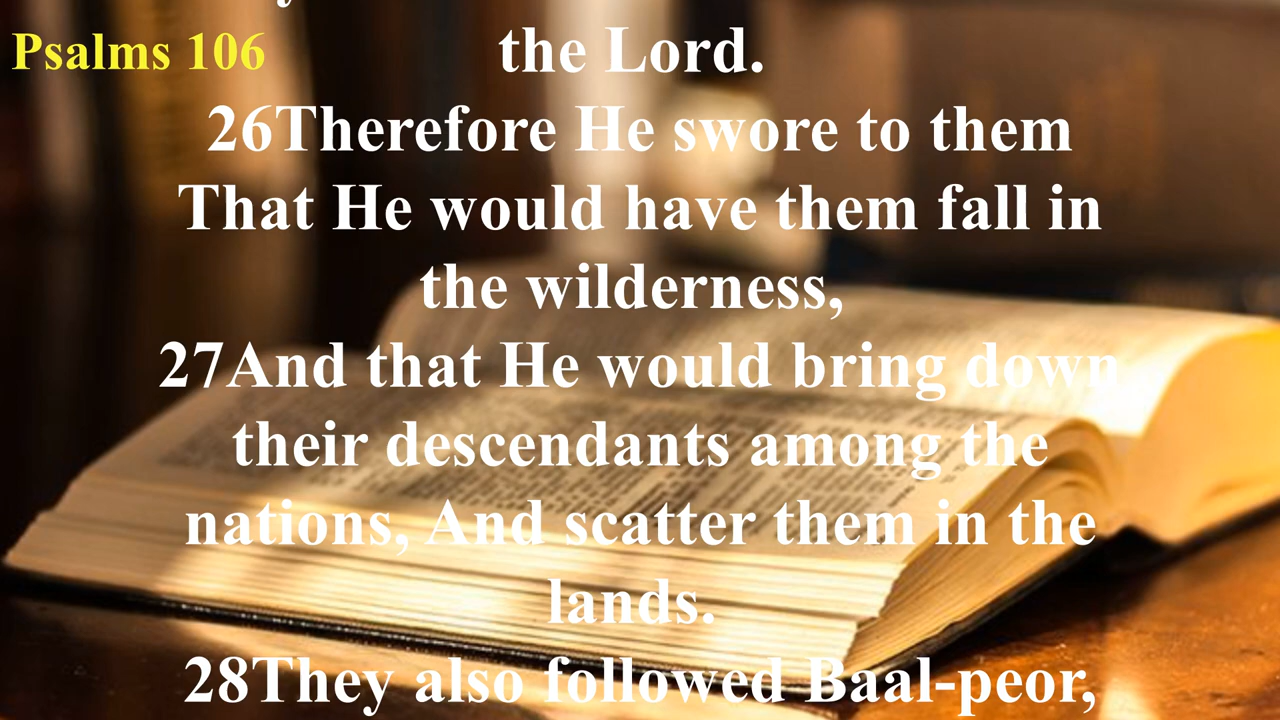 Psalms 106
the Lord.
26Therefore He swore to them
That He would have them fall in
the wilderness,
27And that He would bring down
their descendants among the
nations, And scatter them in the
lands.
28They also followed Baal-peor,